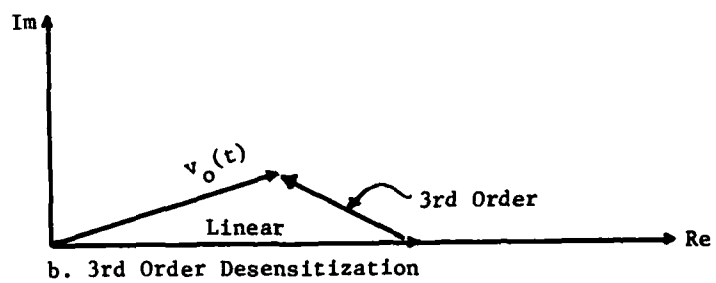 Im
v_o(t)
3rd Order
Linear
Re
b. 3rd Order Desensitization